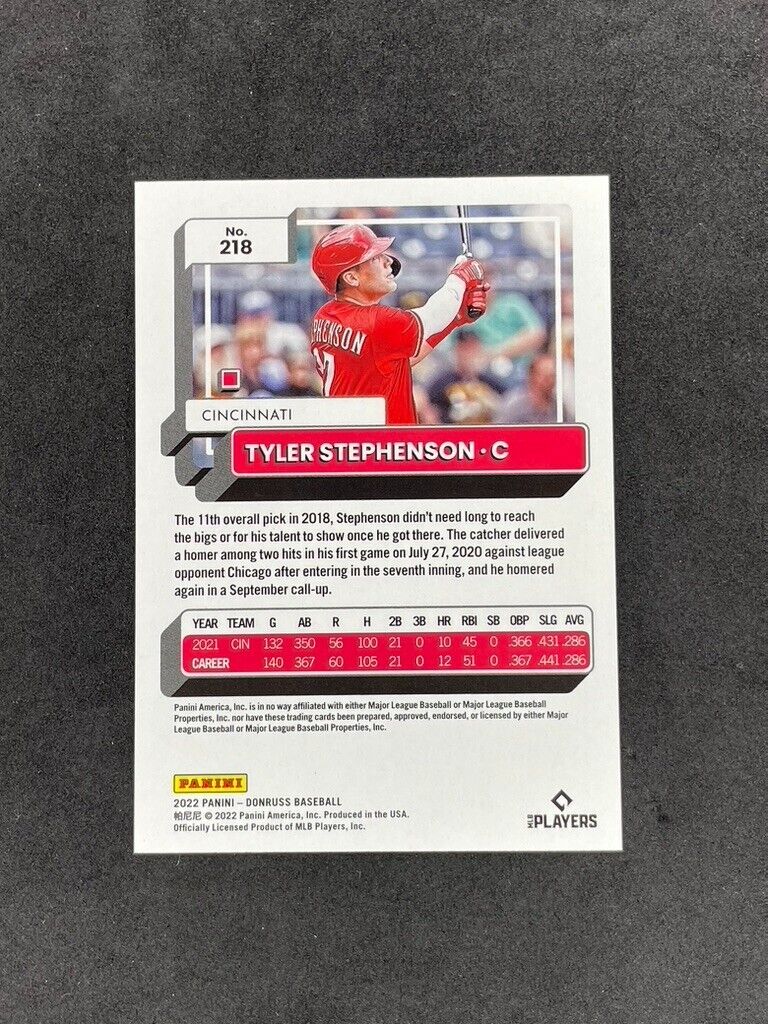 No.
218
PHENSON
CINCINNATI
TYLER STEPHENSON • C
The 11th overall pick in 2018, Stephenson didn't need long to reach
the bigs or for his talent to show once he got there. The catcher delivered
a homer among two hits in his first game on July 27, 2020 against league
opponent Chicago after entering in the seventh inning, and he homered
again in a September call-up.
YEAR TEAM G AB R H 2B 3B HR RBI SB OBP SLG AVG
2021 CIN 132 350 56 100 21 0 10 45 0 .366 .431 .286
CAREER 140 367 60 105 21 0 12 51 0 .367 .441 .286
Panini America, Inc. is in no way affiliated with either Major League Baseball or Major League Baseball
Properties, Inc. nor have these trading cards been prepared, approved, endorsed, or licensed by either Major
League Baseball or Major League Baseball Properties, Inc.
PANINI
2022 PANINI – DONRUSS BASEBALL
帕尼尼 © 2022 Panini America, Inc. Produced in the USA.
Officially Licensed Product of MLB Players, Inc.
MLB PLAYERS